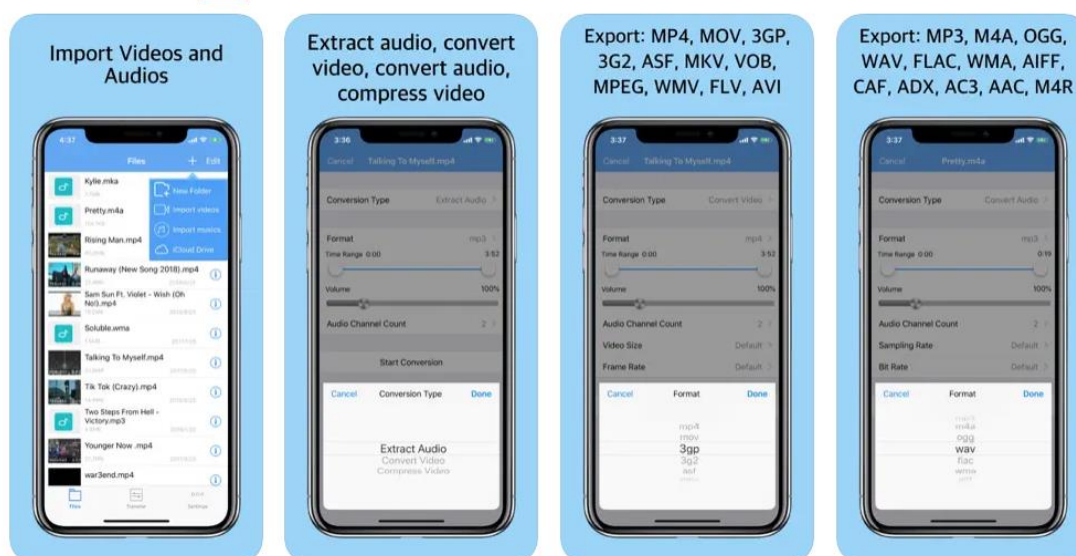 Import Videos and
Audios
4:37
Files
Edit
Kylie.mka
New Folder
Pretty.m4a
Import videos
Import musics
Rising Man.mp4
iCloud Drive
Runaway (New Song 2018).mp4
Sam Sun Ft. Violet - Wish (Oh
No!).mp4
Soluble.wma
Talking To Myself.mp4
Tik Tok (Crazy).mp4
Two Steps From Hell -
Victory.mp3
Younger Now .mp4
war3end.mp4
Files
Transfer
Settings
Extract audio, convert
video, convert audio,
compress video
3:36
Cancel Talking To Myself.mp4
Conversion Type Extract Audio
Format mp3
Time Range 0:00 3:52
Volume 100%
Audio Channel Count 2
Start Conversion
Cancel Conversion Type Done
Extract Audio
Convert Video
Compress Video
Export: MP4, MOV, 3GP,
3G2, ASF, MKV, VOB,
MPEG, WMV, FLV, AVI
3:37
Cancel Talking To Myself.mp4
Conversion Type Convert Video
Format mp4
Time Range 0:00 3:52
Volume 100%
Audio Channel Count 2
Video Size Default
Frame Rate Default
Cancel Format Done
mp4
mov
3gp
3g2
asf
Export: MP3, M4A, OGG,
WAV, FLAC, WMA, AIFF,
CAF, ADX, AC3, AAC, M4R
3:37
Cancel Pretty.m4a
Conversion Type Convert Audio
Format mp3
Time Range 0:00 0:19
Volume 100%
Audio Channel Count 2
Sampling Rate Default
Bit Rate Default
Cancel Format Done
mp3
m4a
ogg
wav
flac
wma